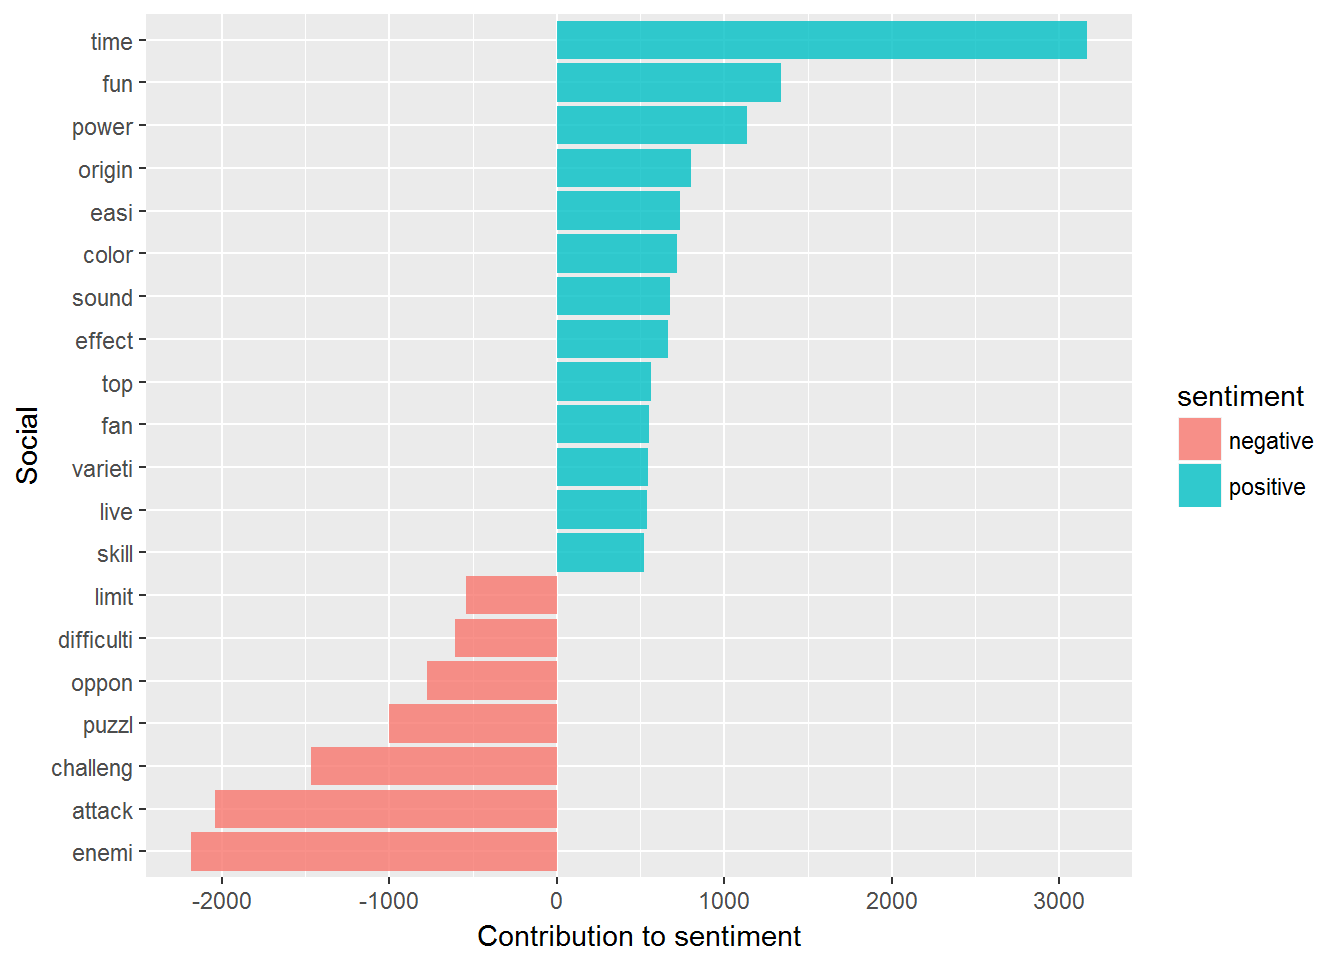 time
fun
power
origin
easi
color
sound
effect
top
fan
varieti
live
skill
limit
difficulti
oppon
puzzl
challeng
attack
enemi
Social
-2000 -1000 0 1000 2000 3000
Contribution to sentiment
sentiment
negative
positive